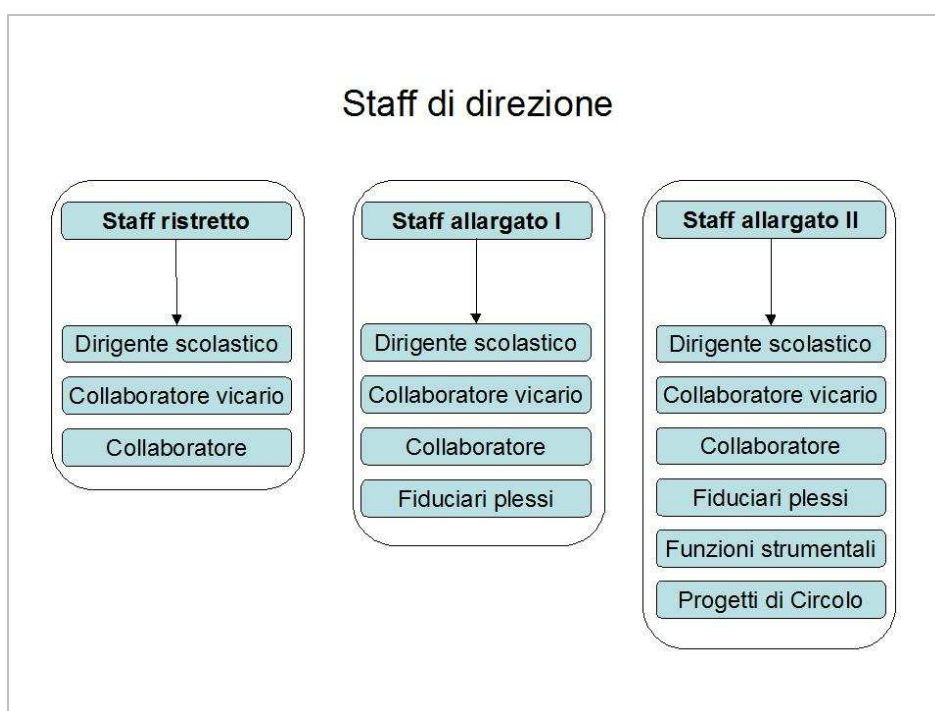 Staff di direzione
Staff ristretto
Dirigente scolastico
Collaboratore vicario
Collaboratore
Staff allargato I
Dirigente scolastico
Collaboratore vicario
Collaboratore
Fiduciari plessi
Staff allargato II
Dirigente scolastico
Collaboratore vicario
Collaboratore
Fiduciari plessi
Funzioni strumentali
Progetti di Circolo